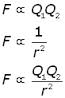 F ∝ Q₁Q₂
F ∝ 1/r²
F ∝ Q₁Q₂/r²